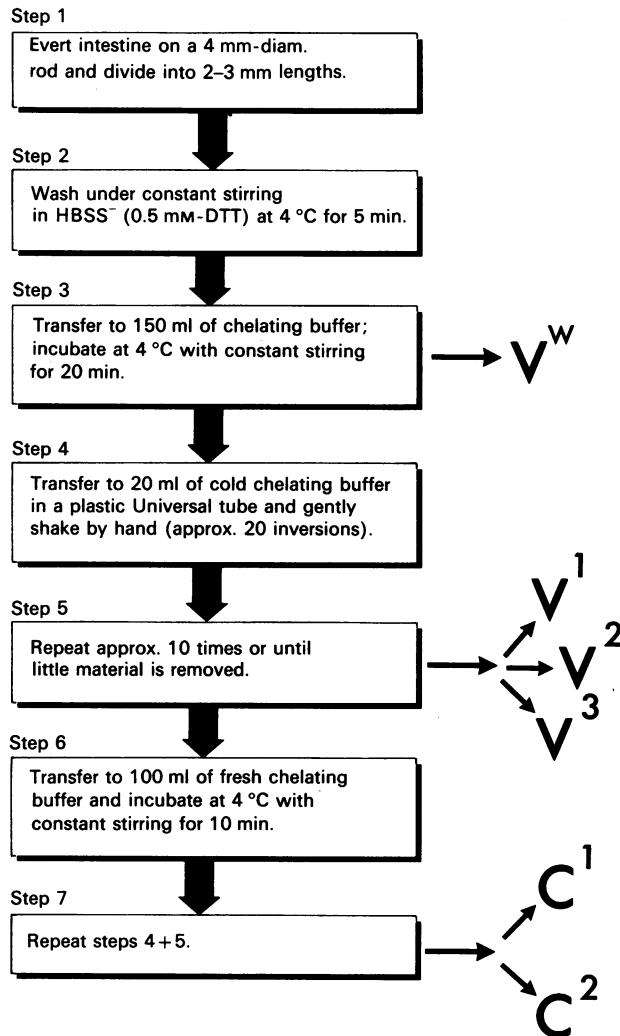 Step 1
Evert intestine on a 4 mm-diam.
rod and divide into 2–3 mm lengths.
Step 2
Wash under constant stirring
in HBSS⁻ (0.5 mM-DTT) at 4 °C for 5 min.
Step 3
Transfer to 150 ml of chelating buffer;
incubate at 4 °C with constant stirring
for 20 min.
V^W
Step 4
Transfer to 20 ml of cold chelating buffer
in a plastic Universal tube and gently
shake by hand (approx. 20 inversions).
Step 5
Repeat approx. 10 times or until
little material is removed.
V¹
V²
V³
Step 6
Transfer to 100 ml of fresh chelating
buffer and incubate at 4 °C with
constant stirring for 10 min.
Step 7
Repeat steps 4+5.
C¹
C²